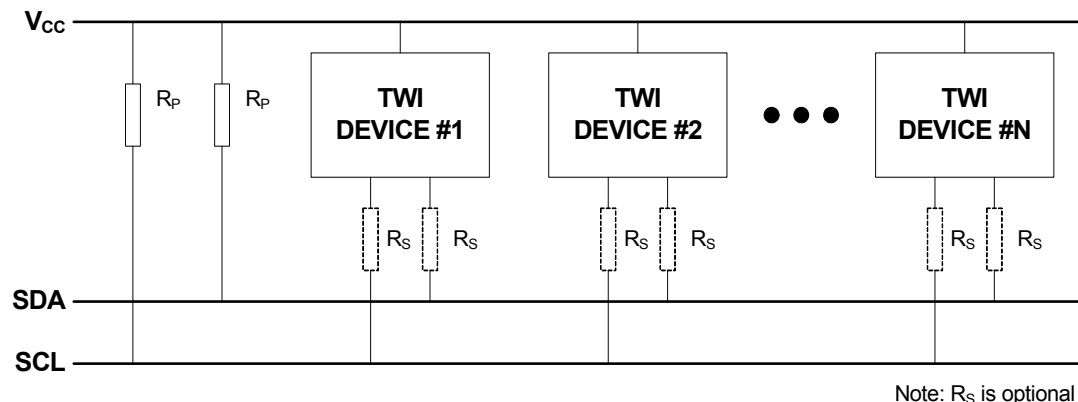 VCC
RP RP
TWI DEVICE #1
TWI DEVICE #2
TWI DEVICE #N
RS RS RS RS RS RS
SDA
SCL
Note: RS is optional